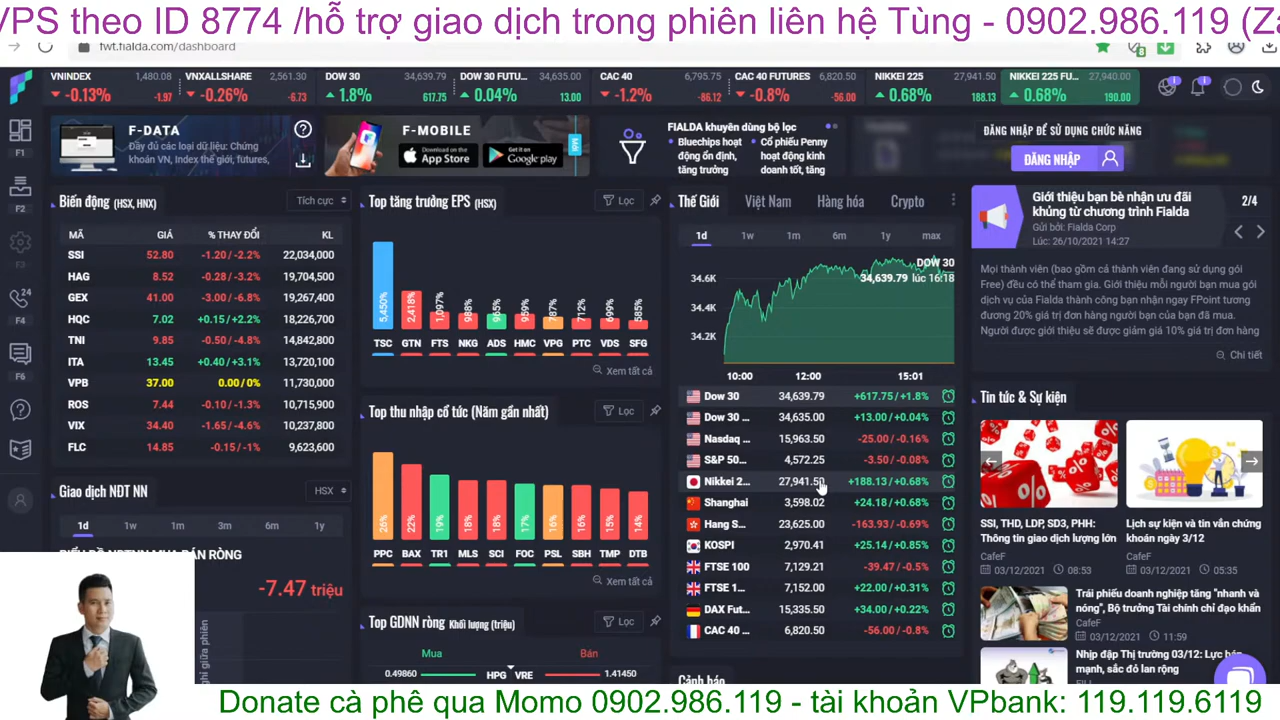 VPS theo ID 8774 /hỗ trợ giao dịch trong phiên liên hệ Tùng - 0902.986.119 (Za
fwt.fialda.com/dashboard
VNINDEX 1,480.08 -0.13% -1.97
VNXALLSHARE 2,561.30 -0.26% -6.73
DOW 30 34,639.79 1.8% 617.75
DOW 30 FUTU... 34,635.00 0.04% 13.00
CAC 40 6,795.75 -1.2% -86.12
CAC 40 FUTURES 6,820.50 -0.8% -56.00
NIKKEI 225 27,941.50 0.68% 188.13
NIKKEI 225 FU... 27,940.00 0.68% 190.00
F1
F2
F3
24
F4
F6
F-DATA
Đầy đủ các loại dữ liệu: Chứng
khoán VN, Index thế giới, futures,
F-MOBILE
Download on the
App Store
GET IT ON
Google play
Mới
FIALDA khuyên dùng bộ lọc
Bluechips hoạt
động ổn định,
tăng trưởng
Cổ phiếu Penny
hoạt động kinh
doanh tốt, tăng
ĐĂNG NHẬP ĐỂ SỬ DỤNG CHỨC NĂNG
ĐĂNG NHẬP
Biến động (HSX, HNX)
Tích cực
MÃ GIÁ % THAY ĐỔI KL
SSI 52.80 -1.20 / -2.2% 22,034,000
HAG 8.52 -0.28 / -3.2% 19,704,500
GEX 41.00 -3.00 / -6.8% 19,267,400
HQC 7.02 +0.15 / +2.2% 18,226,700
TNI 9.85 -0.50 / -4.8% 14,842,800
ITA 13.45 +0.40 / +3.1% 13,720,100
VPB 37.00 0.00 / 0% 11,730,000
ROS 7.44 -0.10 / -1.3% 10,715,900
VIX 34.40 -1.65 / -4.6% 10,237,800
FLC 14.85 -0.15 / -1% 9,623,600
Giao dịch NDT NN
HSX
1d 1w 1m 3m 6m 1y
BIỂU ĐỒ NĐTNN MUA BÁN RÒNG
-7.47 triệu
Top tăng trưởng EPS (HSX)
Lọc
5,450% 2,418% 1,097% 988% 965% 959% 787% 712% 699% 585%
TSC GTN FTS NKG ADS HMC VPG PTC VDS SFG
Xem tất cả
Top thu nhập cổ tức (Năm gần nhất)
Lọc
26% 22% 19% 18% 18% 17% 16% 16% 15% 14%
PPC BAX TR1 MLS SCI FOC PSL SBH TMP DTB
Xem tất cả
Top GDNN ròng Khối lượng (triệu)
Lọc
Mua Bán
0.49860 HPG VRE 1.41450
Thế Giới Việt Nam Hàng hóa Crypto
1d 1w 1m 6m 1y max
DOW 30
34,639.79 lúc 16:18
34.6K
34.4K
34.2K
10:00 12:00 15:01
Dow 30 34,639.79 +617.75 / +1.8%
Dow 30 ... 34,635.00 +13.00 / +0.04%
Nasdaq ... 15,963.50 -25.00 / -0.16%
S&P 50... 4,572.25 -3.50 / -0.08%
Nikkei 2... 27,941.50 +188.13 / +0.68%
Shanghai 3,598.02 +24.18 / +0.68%
Hang S... 23,625.00 -163.93 / -0.69%
KOSPI 2,970.41 +25.14 / +0.85%
FTSE 100 7,129.21 -39.47 / -0.5%
FTSE 1... 7,152.00 +22.00 / +0.31%
DAX Fut... 15,335.50 +34.00 / +0.22%
CAC 40 ... 6,820.50 -56.00 / -0.8%
Cảnh báo
Giới thiệu bạn bè nhận ưu đãi
khủng từ chương trình Fialda
Gửi bởi: Fialda Corp
Lúc: 26/10/2021 14:27
2/4
Mọi thành viên (bao gồm cả thành viên đang sử dụng gói
Free) đều có thể tham gia. Giới thiệu mỗi người bạn mua gói
dịch vụ của Fialda thành công bạn nhận ngay FPoint tương
đương 20% giá trị đơn hàng người bạn của bạn đã mua.
Người được giới thiệu sẽ được giảm giá 10% giá trị đơn hàng
Chi tiết
Tin tức & Sự kiện
SSI, THD, LDP, SD3, PHH:
Thông tin giao dịch lượng lớn
CafeF
03/12/2021 08:53
Lịch sự kiện và tin vắn chứng
khoán ngày 3/12
CafeF
03/12/2021 05:35
Trái phiếu doanh nghiệp tăng "nhanh và
nóng", Bộ trưởng Tài chính chỉ đạo khẩn
CafeF
03/12/2021 11:59
Nhịp đập Thị trường 03/12: Lực bán
mạnh, sắc đỏ lan rộng
Donate cà phê qua Momo 0902.986.119 - tài khoản VPbank: 119.119.6119